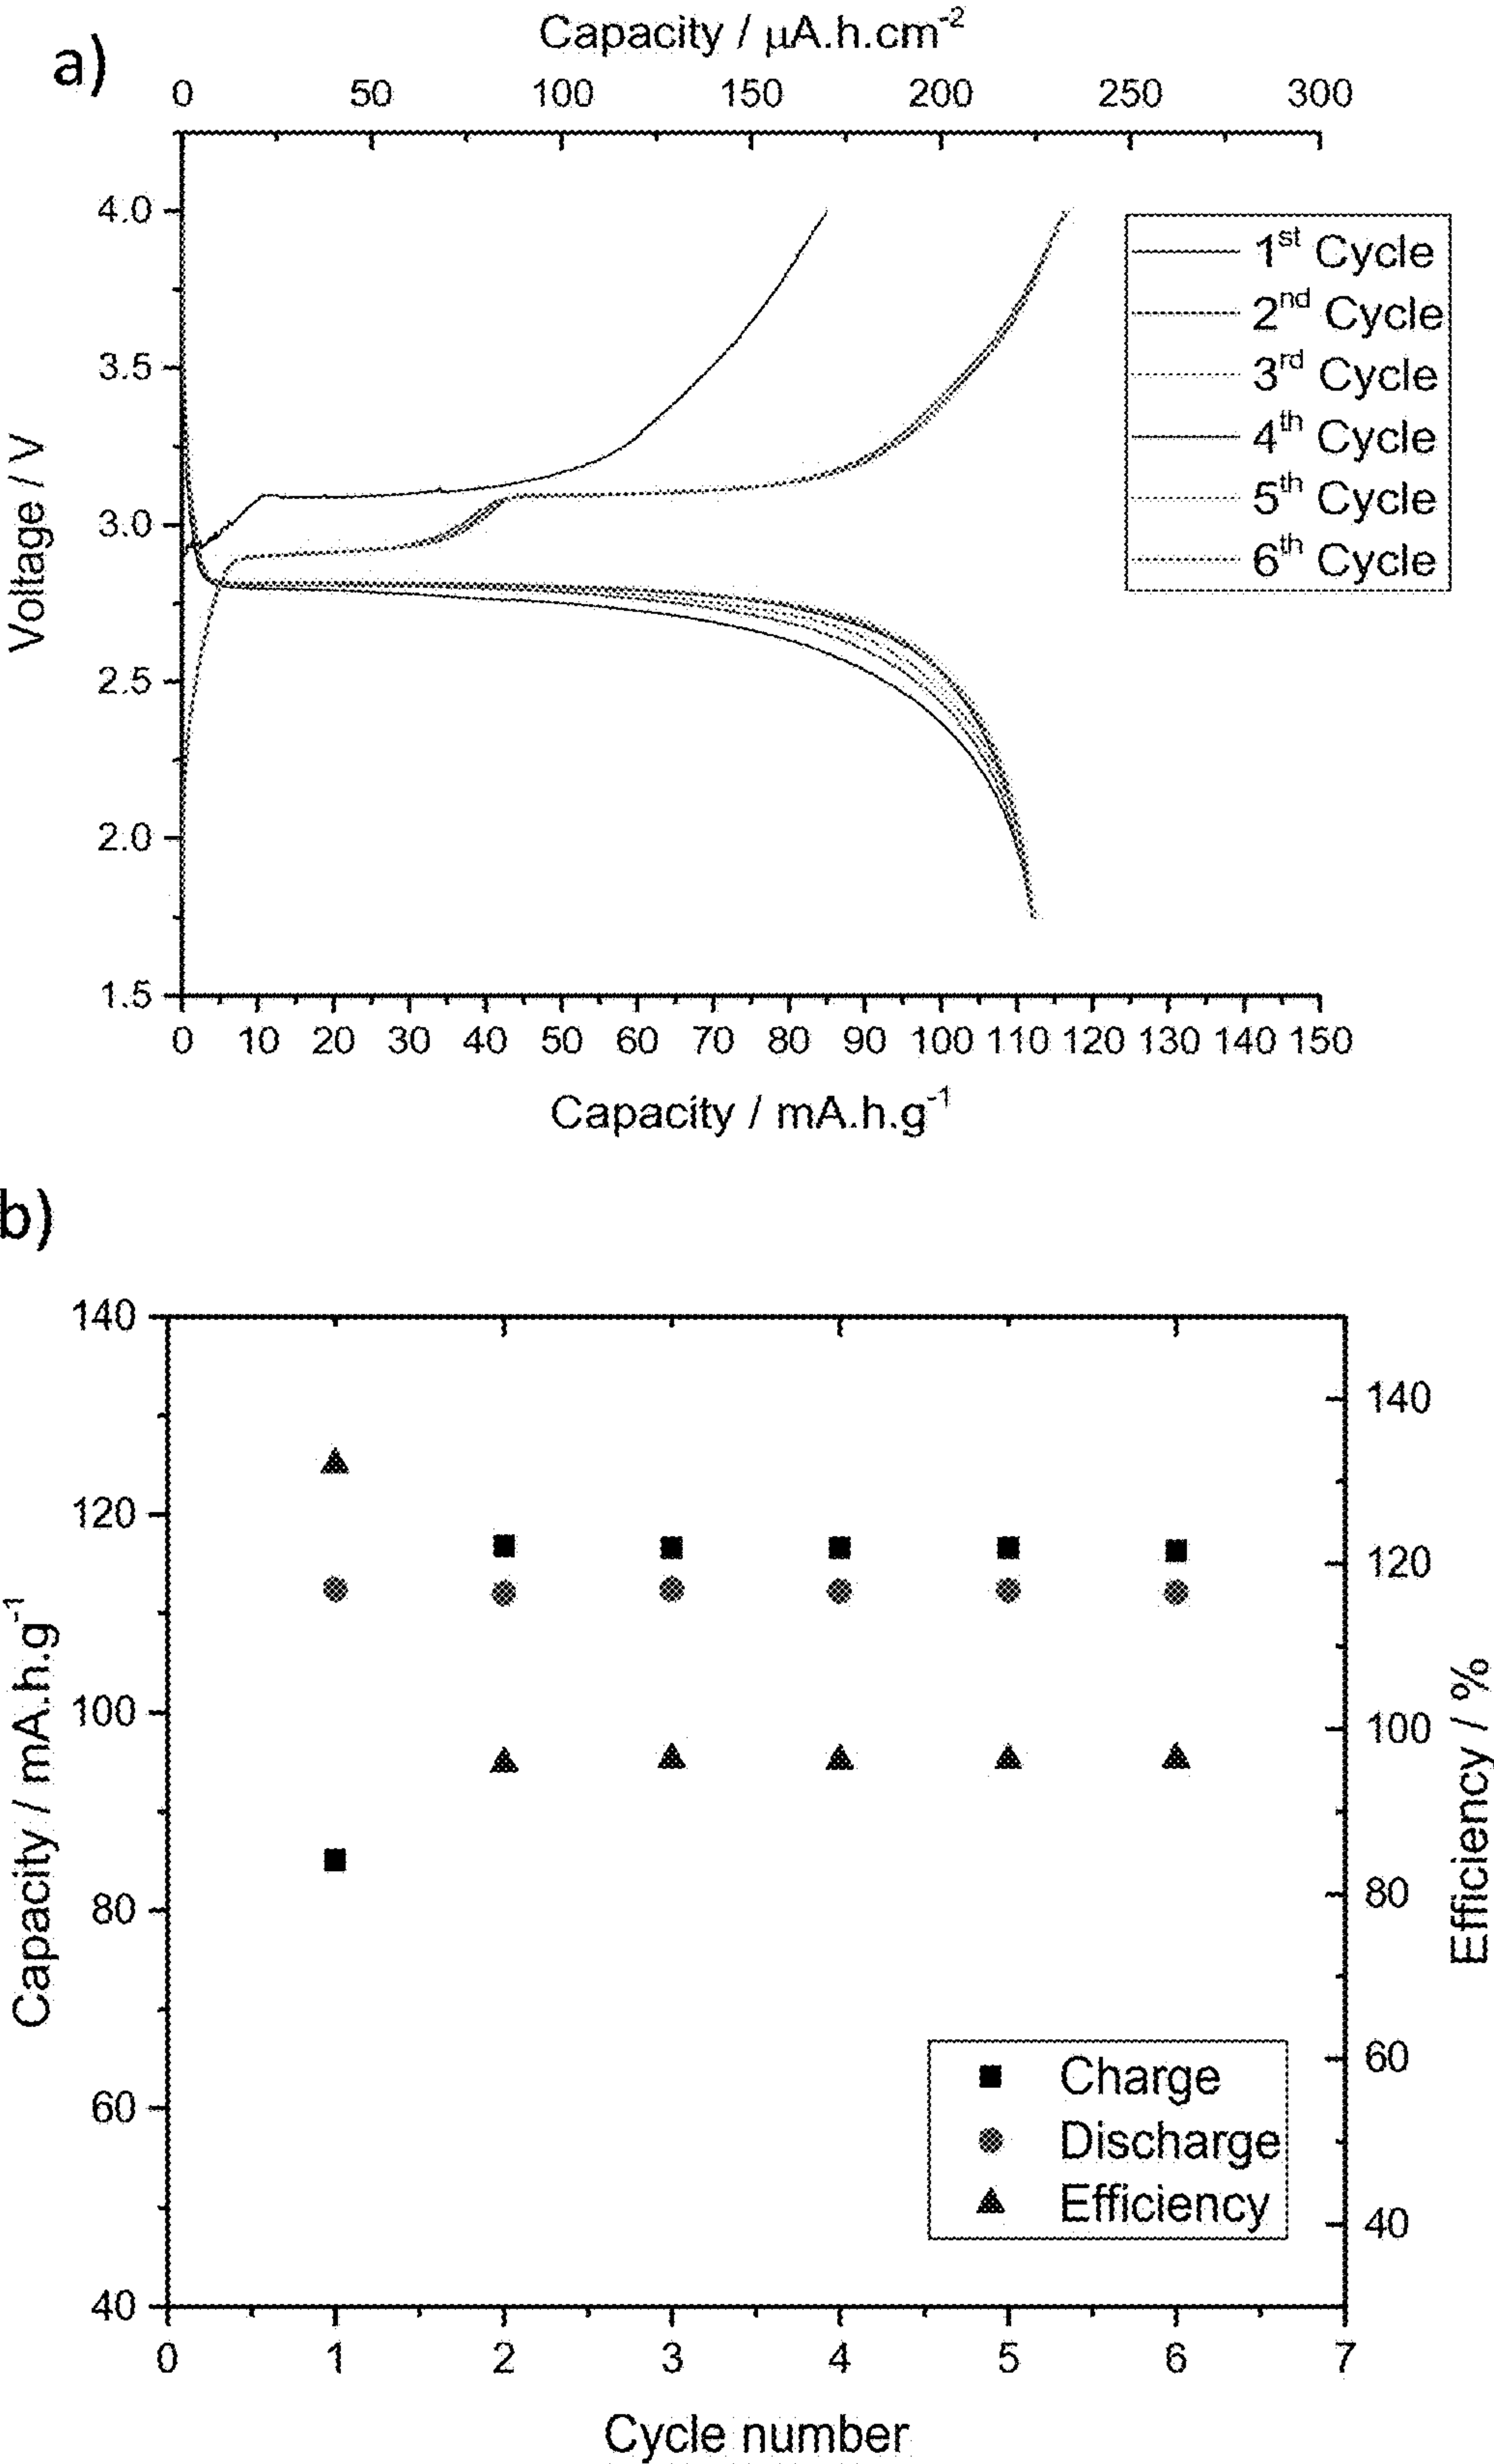 a)
Capacity / μA.h.cm-2
0 50 100 150 200 250 300
4.0
3.5
3.0
2.5
2.0
1.5
Voltage / V
1st Cycle
2nd Cycle
3rd Cycle
4th Cycle
5th Cycle
6th Cycle
0 10 20 30 40 50 60 70 80 90 100 110 120 130 140 150
Capacity / mA.h.g-1
b)
140
120
100
80
60
40
Capacity / mA.h.g-1
140
120
100
80
60
40
Efficiency / %
Charge
Discharge
Efficiency
0 1 2 3 4 5 6 7
Cycle number